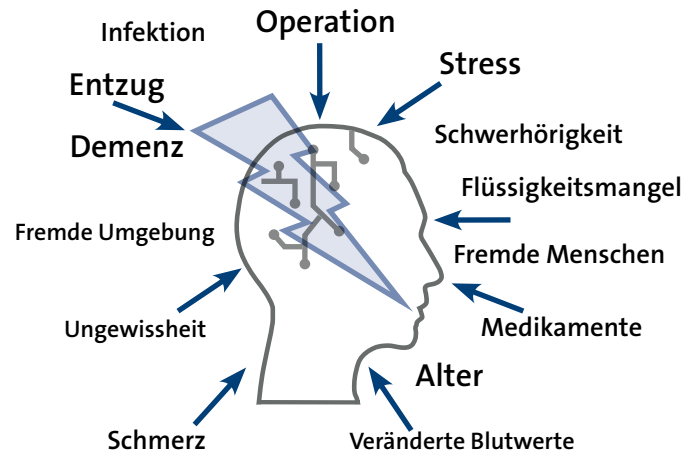 Infektion
Operation
Entzug
Stress
Demenz
Schwerhörigkeit
Flüssigkeitsmangel
Fremde Umgebung
Fremde Menschen
Ungewissheit
Medikamente
Alter
Schmerz
Veränderte Blutwerte